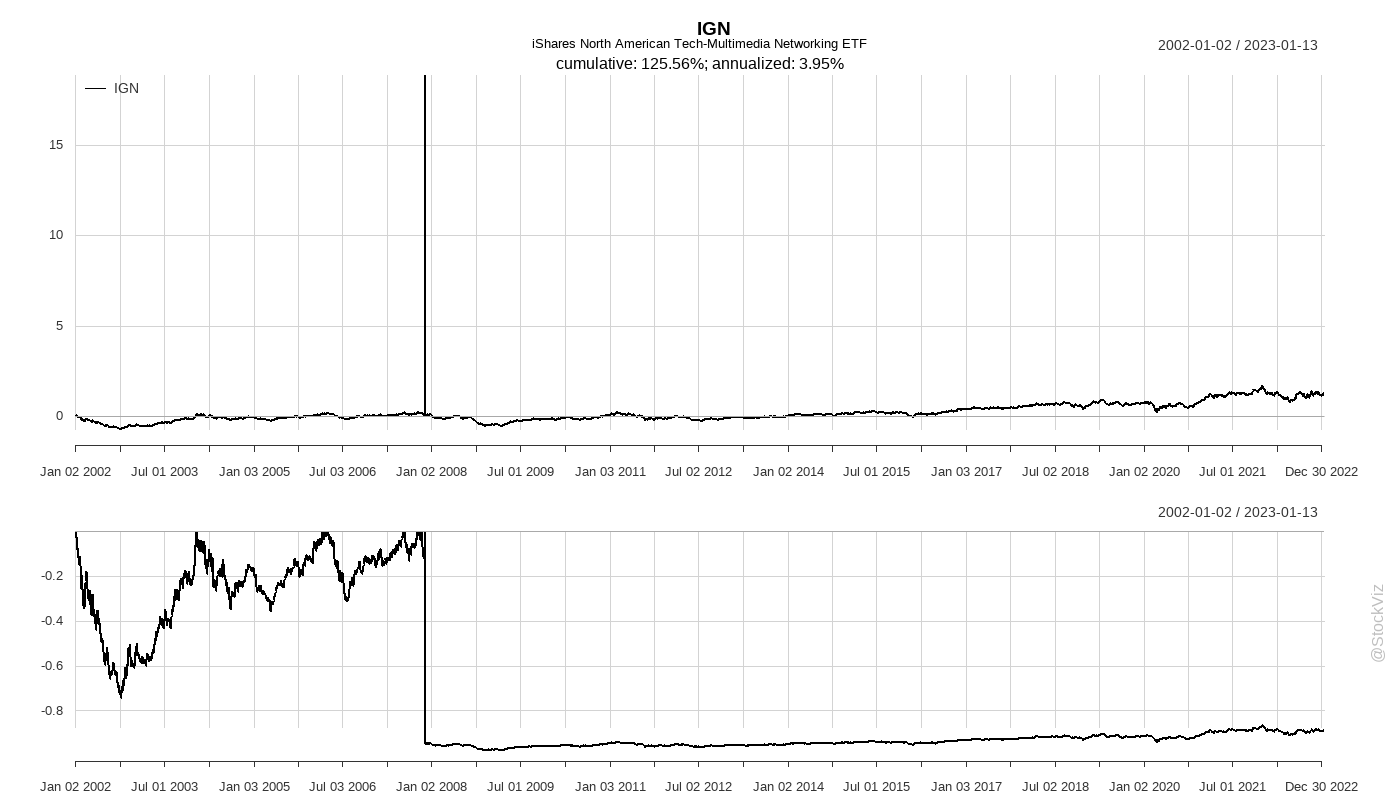 IGN
iShares North American Tech-Multimedia Networking ETF
2002-01-02 / 2023-01-13
cumulative: 125.56%; annualized: 3.95%
IGN
15
10
5
0
Jan 02 2002 Jul 01 2003 Jan 03 2005 Jul 03 2006 Jan 02 2008 Jul 01 2009 Jan 03 2011 Jul 02 2012 Jan 02 2014 Jul 01 2015 Jan 03 2017 Jul 02 2018 Jan 02 2020 Jul 01 2021 Dec 30 2022
2002-01-02 / 2023-01-13
-0.2
-0.4
-0.6
-0.8
Jan 02 2002 Jul 01 2003 Jan 03 2005 Jul 03 2006 Jan 02 2008 Jul 01 2009 Jan 03 2011 Jul 02 2012 Jan 02 2014 Jul 01 2015 Jan 03 2017 Jul 02 2018 Jan 02 2020 Jul 01 2021 Dec 30 2022
@StockViz